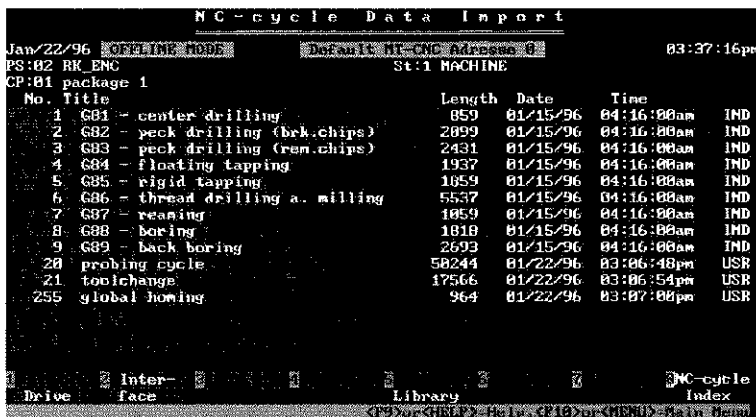 NC-cycle Data Import
Jan/22/96 OFFLINE MODE Default MT-CNC Adresse 0 03:37:16pm
PS:02 RK_ENC St:1 MACHINE
CP:01 package 1
No. Title Length Date Time
1 G81 - center drilling 859 01/15/96 04:16:00am IND
2 G82 - peck drilling (brk.chips) 2099 01/15/96 04:16:00am IND
3 G83 - peck drilling (rem.chips) 2431 01/15/96 04:16:00am IND
4 G84 - floating tapping 1937 01/15/96 04:16:00am IND
5 G85 - rigid tapping 1659 01/15/96 04:16:00am IND
6 G86 - thread drilling a. milling 5537 01/15/96 04:16:00am IND
7 G87 - reaming 1059 01/15/96 04:16:00am IND
8 G88 - boring 1818 01/15/96 04:16:00am IND
9 G89 - back boring 2693 01/15/96 04:16:00am IND
20 probing cycle 50244 01/22/96 03:06:48pm USR
21 toolchange 17566 01/22/96 03:06:54pm USR
255 global homing 964 01/22/96 03:07:00pm USR
Inter- NC-cycle
Drive face Library Index